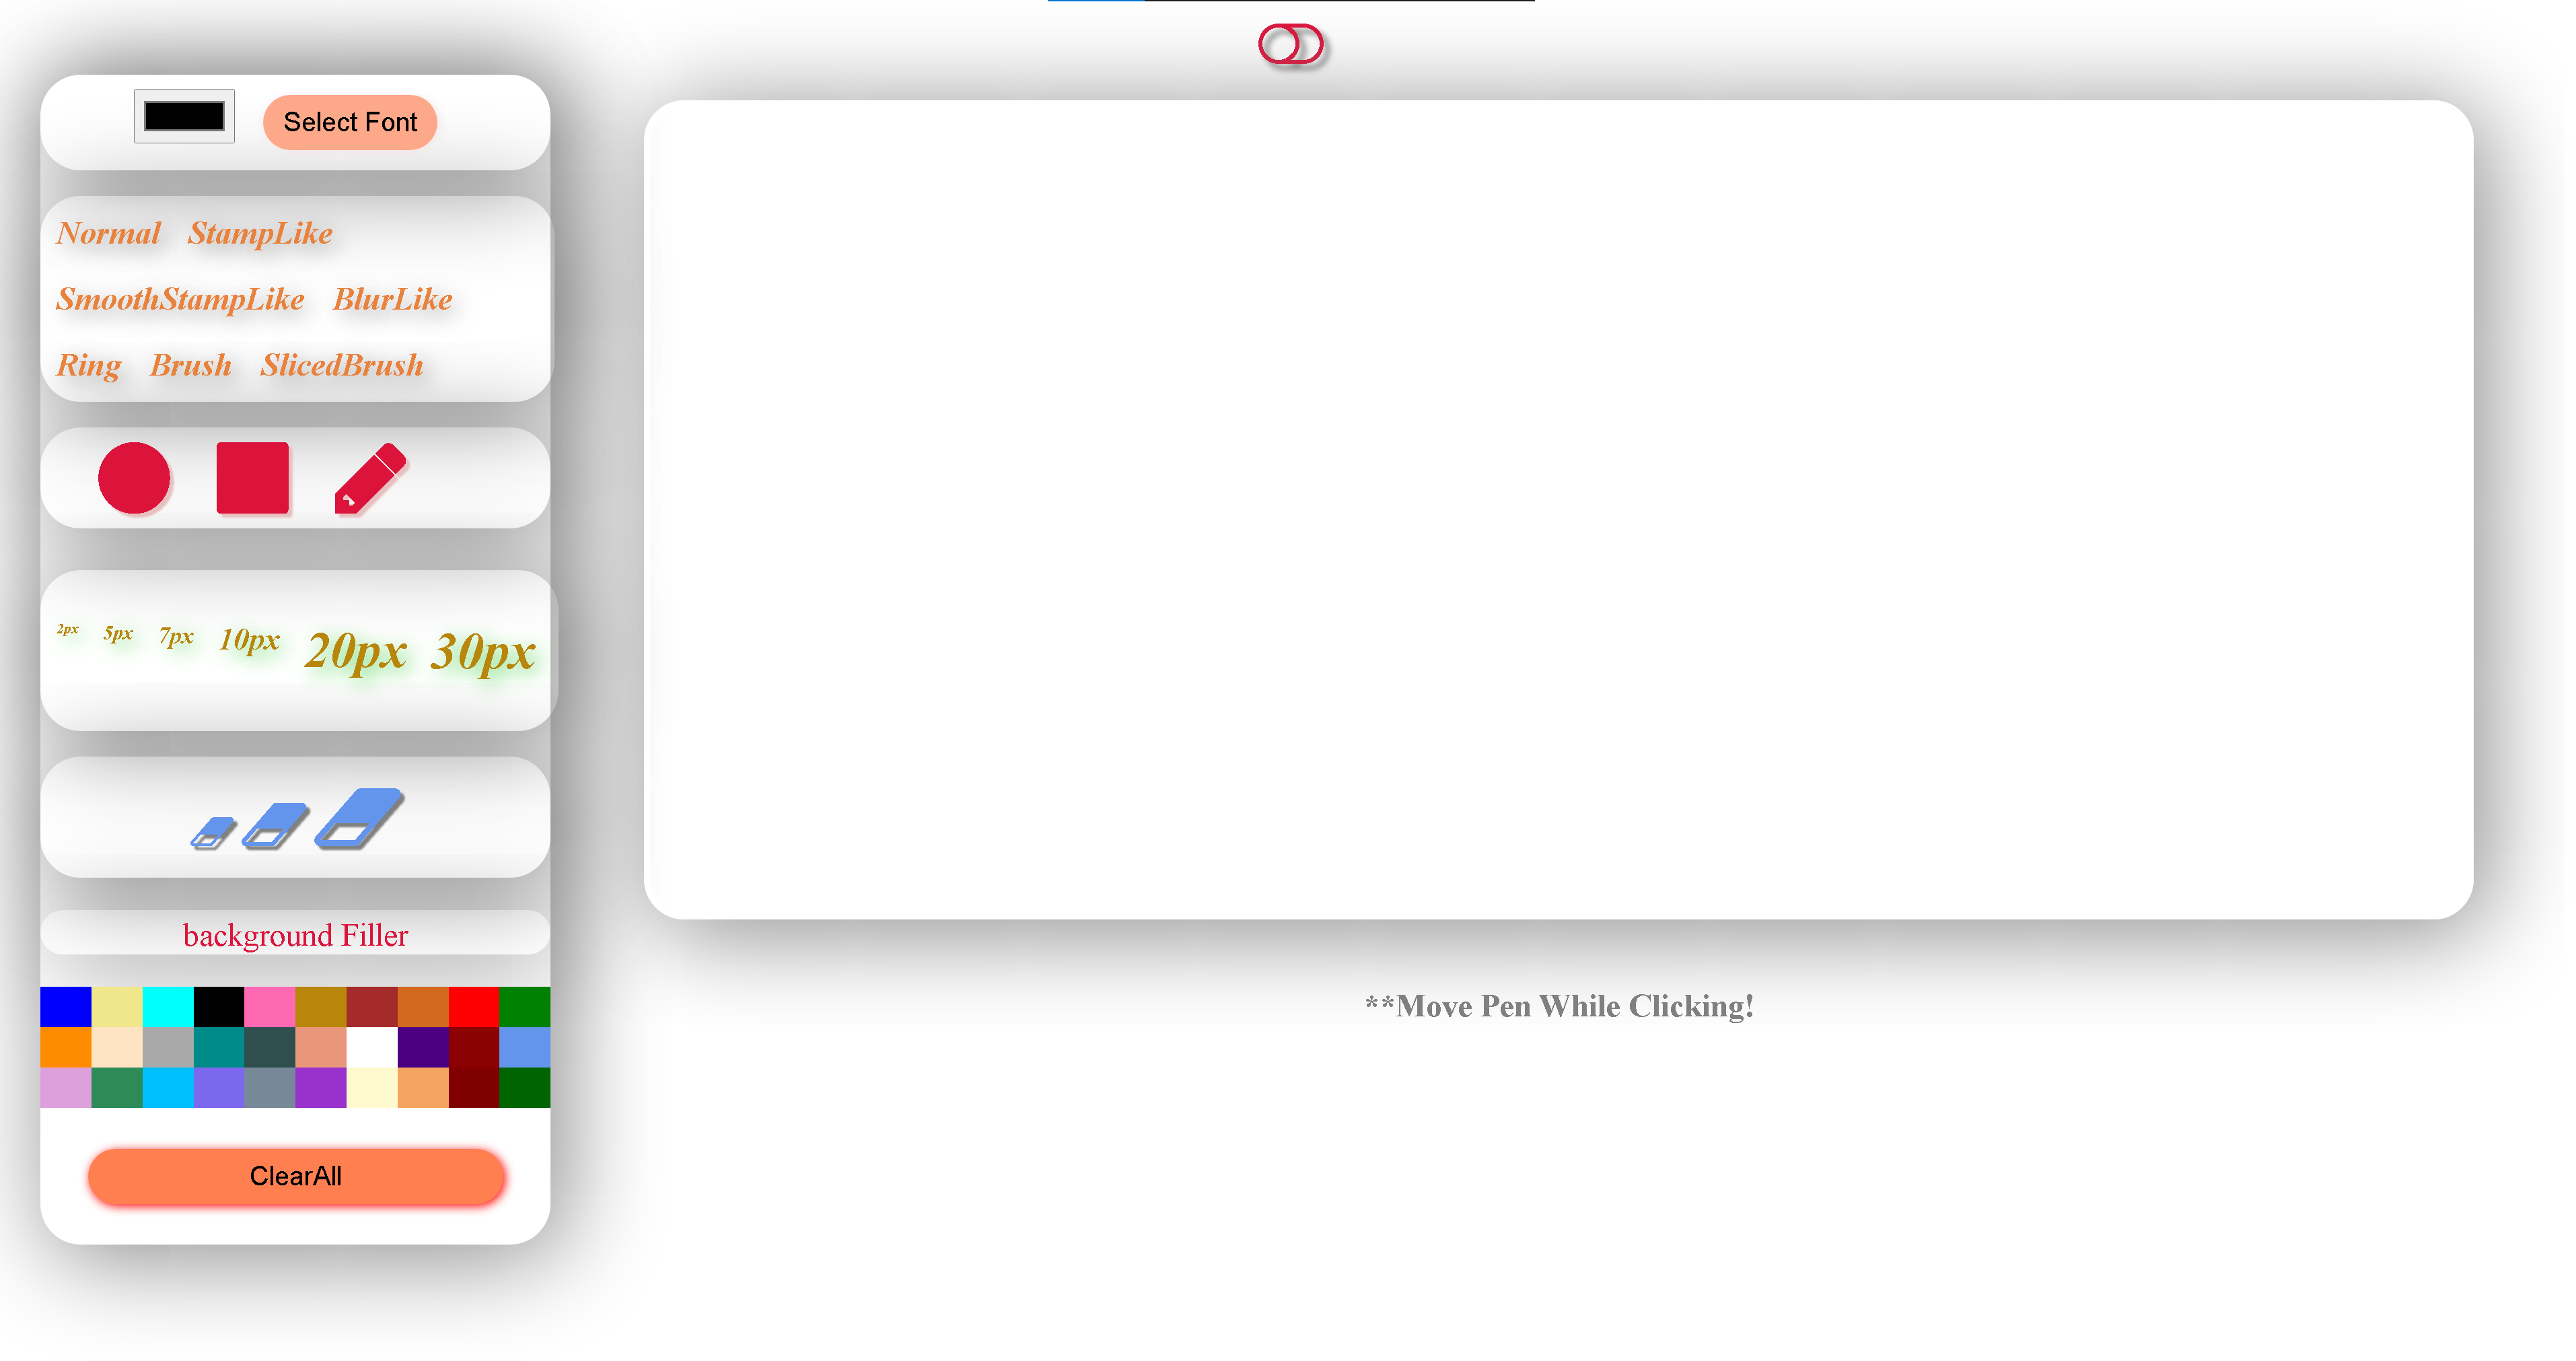 Select Font
Normal StampLike
SmoothStampLike BlurLike
Ring Brush SlicedBrush
2px 5px 7px 10px 20px 30px
background Filler
ClearAll
**Move Pen While Clicking!